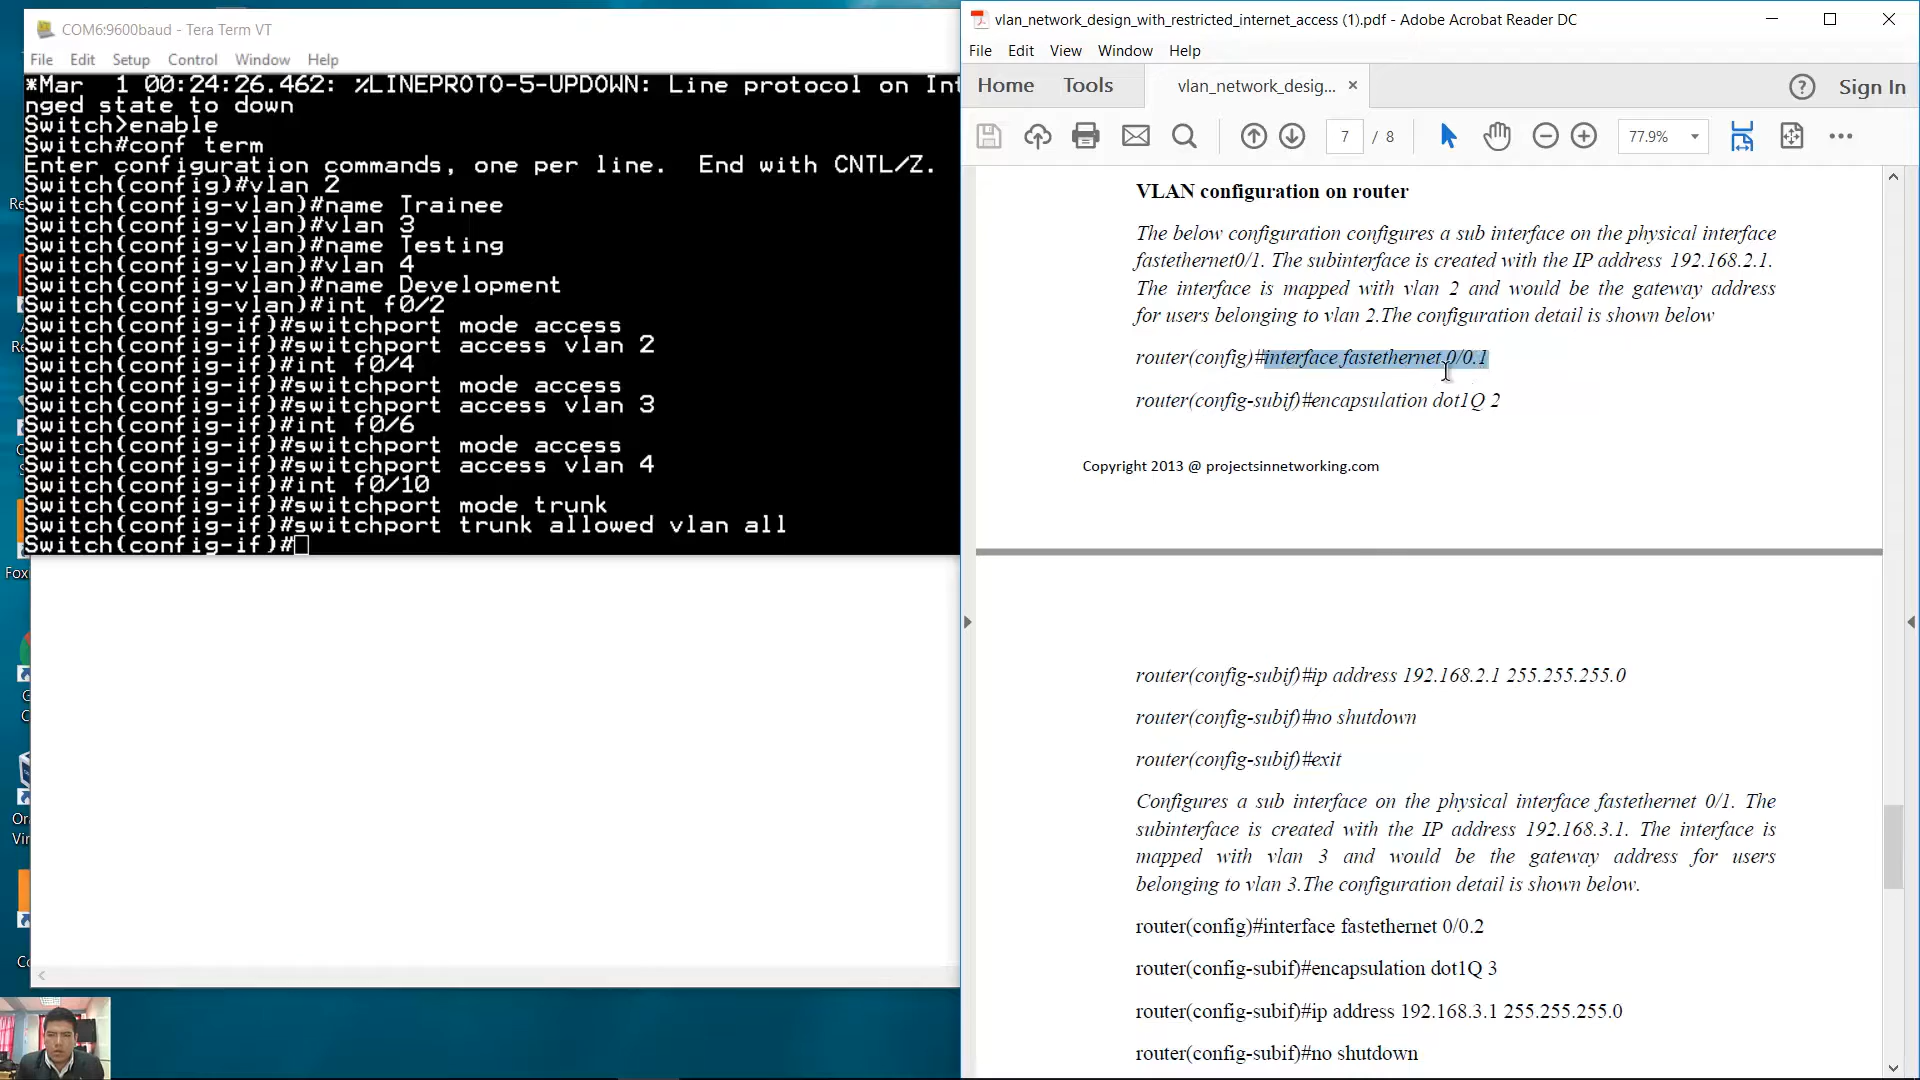 COM6:9600baud - Tera Term VT
File Edit Setup Control Window Help
*Mar  1 00:24:26.462: %LINEPROTO-5-UPDOWN: Line protocol on Int
nged state to down
Switch>enable
Switch#conf term
Enter configuration commands, one per line.  End with CNTL/Z.
Switch(config)#vlan 2
Switch(config-vlan)#name Trainee
Switch(config-vlan)#vlan 3
Switch(config-vlan)#name Testing
Switch(config-vlan)#vlan 4
Switch(config-vlan)#name Development
Switch(config-vlan)#int f0/2
Switch(config-if)#switchport mode access
Switch(config-if)#switchport access vlan 2
Switch(config-if)#int f0/4
Switch(config-if)#switchport mode access
Switch(config-if)#switchport access vlan 3
Switch(config-if)#int f0/6
Switch(config-if)#switchport mode access
Switch(config-if)#switchport access vlan 4
Switch(config-if)#int f0/10
Switch(config-if)#switchport mode trunk
Switch(config-if)#switchport trunk allowed vlan all
Switch(config-if)#
vlan_network_design_with_restricted_internet_access (1).pdf - Adobe Acrobat Reader DC
File Edit View Window Help
Home Tools vlan_network_desig... × Sign In
7 / 8 77.9%
VLAN configuration on router
The below configuration configures a sub interface on the physical interface
fastethernet0/1. The subinterface is created with the IP address 192.168.2.1.
The interface is mapped with vlan 2 and would be the gateway address
for users belonging to vlan 2.The configuration detail is shown below
router(config)#interface fastethernet 0/0.1
router(config-subif)#encapsulation dot1Q 2
Copyright 2013 @ projectsinnetworking.com
router(config-subif)#ip address 192.168.2.1 255.255.255.0
router(config-subif)#no shutdown
router(config-subif)#exit
Configures a sub interface on the physical interface fastethernet 0/1. The
subinterface is created with the IP address 192.168.3.1. The interface is
mapped with vlan 3 and would be the gateway address for users
belonging to vlan 3.The configuration detail is shown below.
router(config)#interface fastethernet 0/0.2
router(config-subif)#encapsulation dot1Q 3
router(config-subif)#ip address 192.168.3.1 255.255.255.0
router(config-subif)#no shutdown